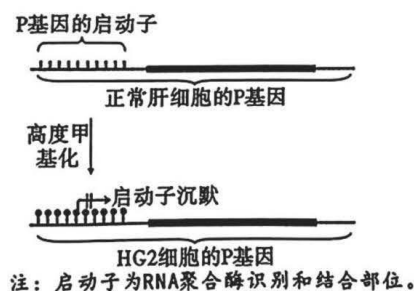 P基因的启动子
正常肝细胞的P基因
高度甲
基化
启动子沉默
HG2细胞的P基因
注：启动子为RNA聚合酶识别和结合部位。